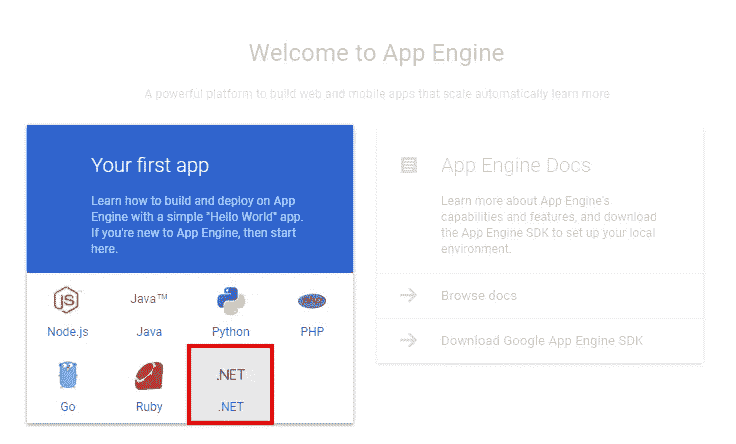 Welcome to App Engine
A powerful platform to build web and mobile apps that scale automatically learn more
Your first app
Learn how to build and deploy on App
Engine with a simple "Hello World" app.
If you're new to App Engine, then start
here.
JS
Java™
Node.js
Java
Python
PHP
.NET
Go
Ruby
.NET
App Engine Docs
Learn more about App Engine's
capabilities and features, and download
the App Engine SDK to set up your local
environment.
Browse docs
Download Google App Engine SDK